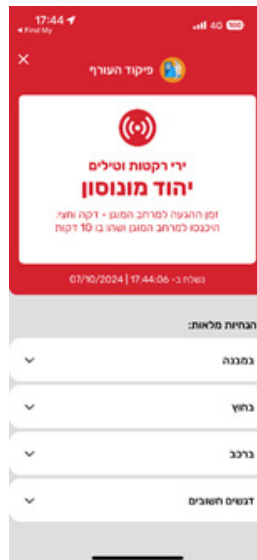 17:44
4G 100
◀ Find My
פיקוד העורף
ירי רקטות וטילים
יהוד מונוסון
זמן ההגעה למרחב המוגן - דקה וחצי.
היכנסו למרחב המוגן ושהו בו 10 דקות
נשלח ב- 17:44:06 | 07/10/2024
הנחיות מלאות:
במבנה
בחוץ
ברכב
דגשים חשובים